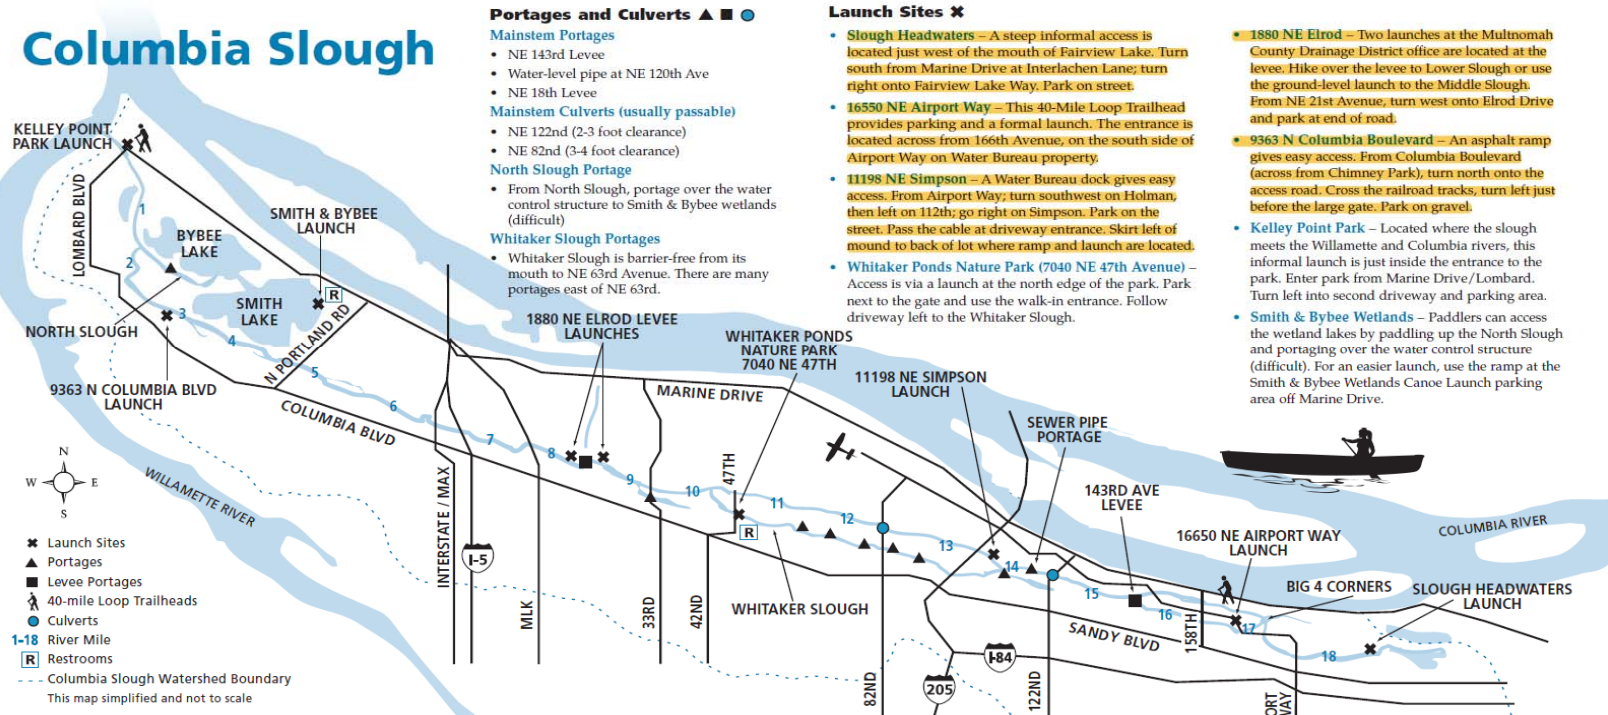 Columbia Slough
Portages and Culverts
Mainstem Portages
• NE 143rd Levee
• Water-level pipe at NE 120th Ave
• NE 18th Levee
Mainstem Culverts (usually passable)
• NE 122nd (2-3 foot clearance)
• NE 82nd (3-4 foot clearance)
North Slough Portage
• From North Slough, portage over the water
control structure to Smith & Bybee wetlands
(difficult)
Whitaker Slough Portages
• Whitaker Slough is barrier-free from its
mouth to NE 63rd Avenue. There are many
portages east of NE 63rd.
Launch Sites
• Slough Headwaters – A steep informal access is
located just west of the mouth of Fairview Lake. Turn
south from Marine Drive at Interlachen Lane; turn
right onto Fairview Lake Way. Park on street.
• 16550 NE Airport Way – This 40-Mile Loop Trailhead
provides parking and a formal launch. The entrance is
located across from 166th Avenue, on the south side of
Airport Way on Water Bureau property.
• 11198 NE Simpson – A Water Bureau dock gives easy
access. From Airport Way; turn southwest on Holman,
then left on 112th; go right on Simpson. Park on the
street. Pass the cable at driveway entrance. Skirt left of
mound to back of lot where ramp and launch are located.
• Whitaker Ponds Nature Park (7040 NE 47th Avenue) –
Access is via a launch at the north edge of the park. Park
next to the gate and use the walk-in entrance. Follow
driveway left to the Whitaker Slough.
• 1880 NE Elrod – Two launches at the Multnomah
County Drainage District office are located at the
levee. Hike over the levee to Lower Slough or use
the ground-level launch to the Middle Slough.
From NE 21st Avenue, turn west onto Elrod Drive
and park at end of road.
• 9363 N Columbia Boulevard – An asphalt ramp
gives easy access. From Columbia Boulevard
(across from Chimney Park), turn north onto the
access road. Cross the railroad tracks, turn left just
before the large gate. Park on gravel.
• Kelley Point Park – Located where the slough
meets the Willamette and Columbia rivers, this
informal launch is just inside the entrance to the
park. Enter park from Marine Drive/Lombard.
Turn left into second driveway and parking area.
• Smith & Bybee Wetlands – Paddlers can access
the wetland lakes by paddling up the North Slough
and portaging over the water control structure
(difficult). For an easier launch, use the ramp at the
Smith & Bybee Wetlands Canoe Launch parking
area off Marine Drive.
KELLEY POINT
PARK LAUNCH
LOMBARD BLVD
1
2
3
4
5
6
7
8
9
10
11
12
13
14
15
16
17
18
BYBEE
LAKE
SMITH & BYBEE
LAUNCH
R
SMITH
LAKE
NORTH SLOUGH
N PORTLAND RD
9363 N COLUMBIA BLVD
LAUNCH
COLUMBIA BLVD
WILLAMETTE RIVER
1880 NE ELROD LEVEE
LAUNCHES
MARINE DRIVE
WHITAKER PONDS
NATURE PARK
7040 NE 47TH
11198 NE SIMPSON
LAUNCH
SEWER PIPE
PORTAGE
143RD AVE
LEVEE
16650 NE AIRPORT WAY
LAUNCH
COLUMBIA RIVER
BIG 4 CORNERS
SLOUGH HEADWATERS
LAUNCH
INTERSTATE / MAX
I-5
MLK
33RD
42ND
47TH
R
WHITAKER SLOUGH
82ND
205
I-84
122ND
SANDY BLVD
158TH
N
W
E
S
Launch Sites
Portages
Levee Portages
40-mile Loop Trailheads
Culverts
1-18 River Mile
R Restrooms
Columbia Slough Watershed Boundary
This map simplified and not to scale